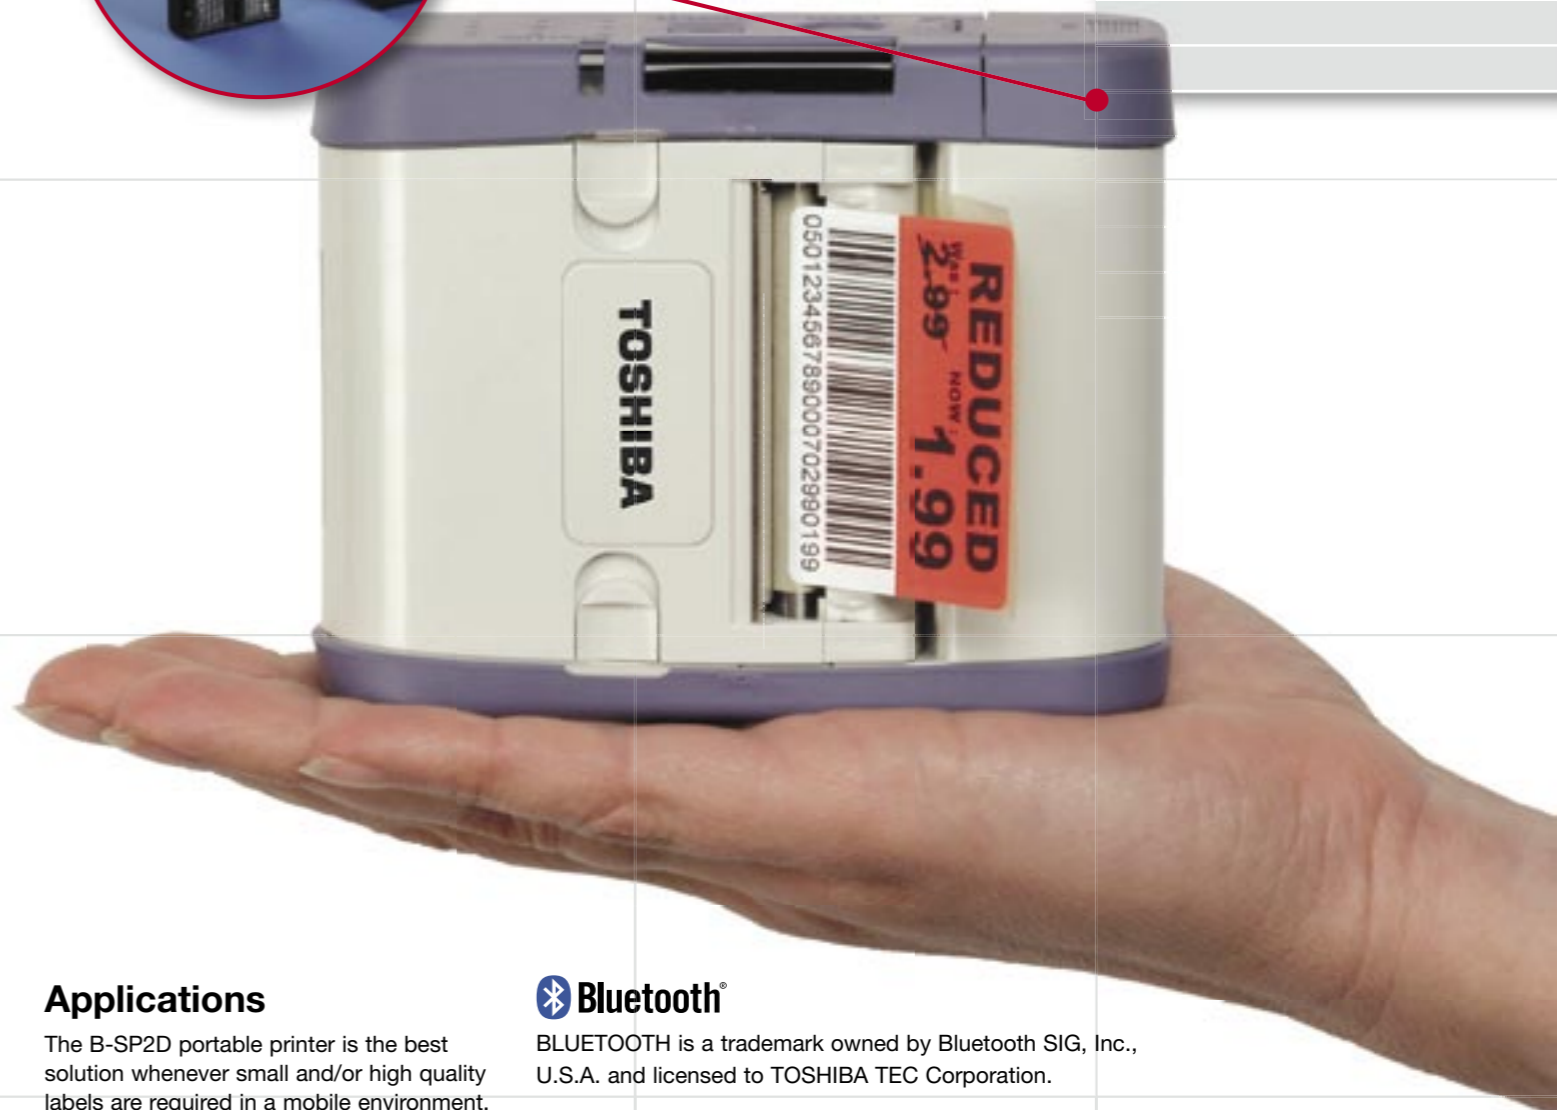 TOSHIBA
REDUCED
Was : 2.99 NOW : 1.99
05012345678900070299019​9
Applications
The B-SP2D portable printer is the best
solution whenever small and/or high quality
labels are required in a mobile environment.
Bluetooth®
BLUETOOTH is a trademark owned by Bluetooth SIG, Inc.,
U.S.A. and licensed to TOSHIBA TEC Corporation.